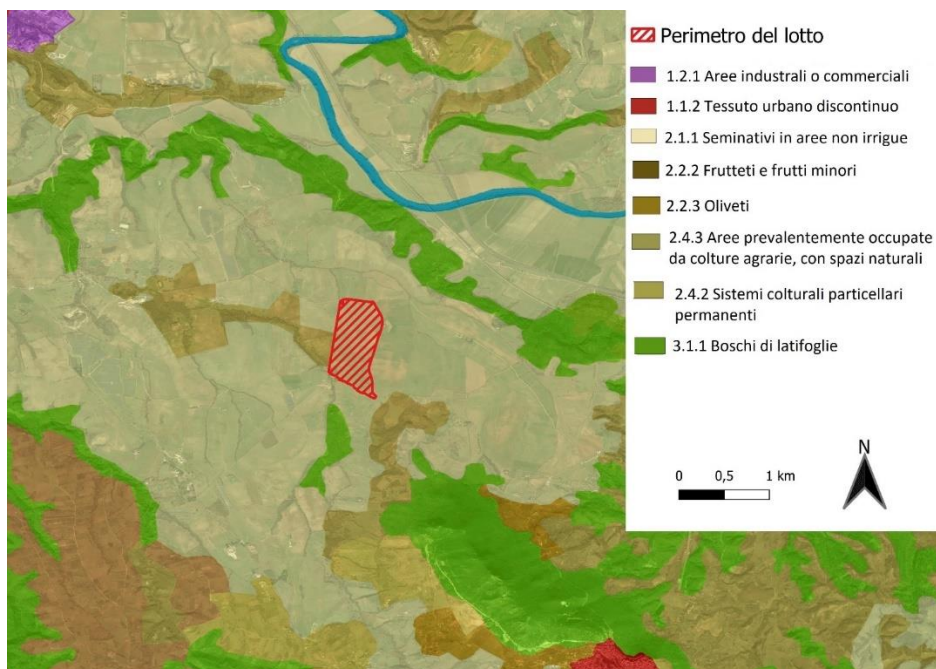 Perimetro del lotto
1.2.1 Aree industrali o commerciali
1.1.2 Tessuto urbano discontinuo
2.1.1 Seminativi in aree non irrigue
2.2.2 Frutteti e frutti minori
2.2.3 Oliveti
2.4.3 Aree prevalentemente occupate
da colture agrarie, con spazi naturali
2.4.2 Sistemi colturali particellari
permanenti
3.1.1 Boschi di latifoglie
N
0 0,5 1 km